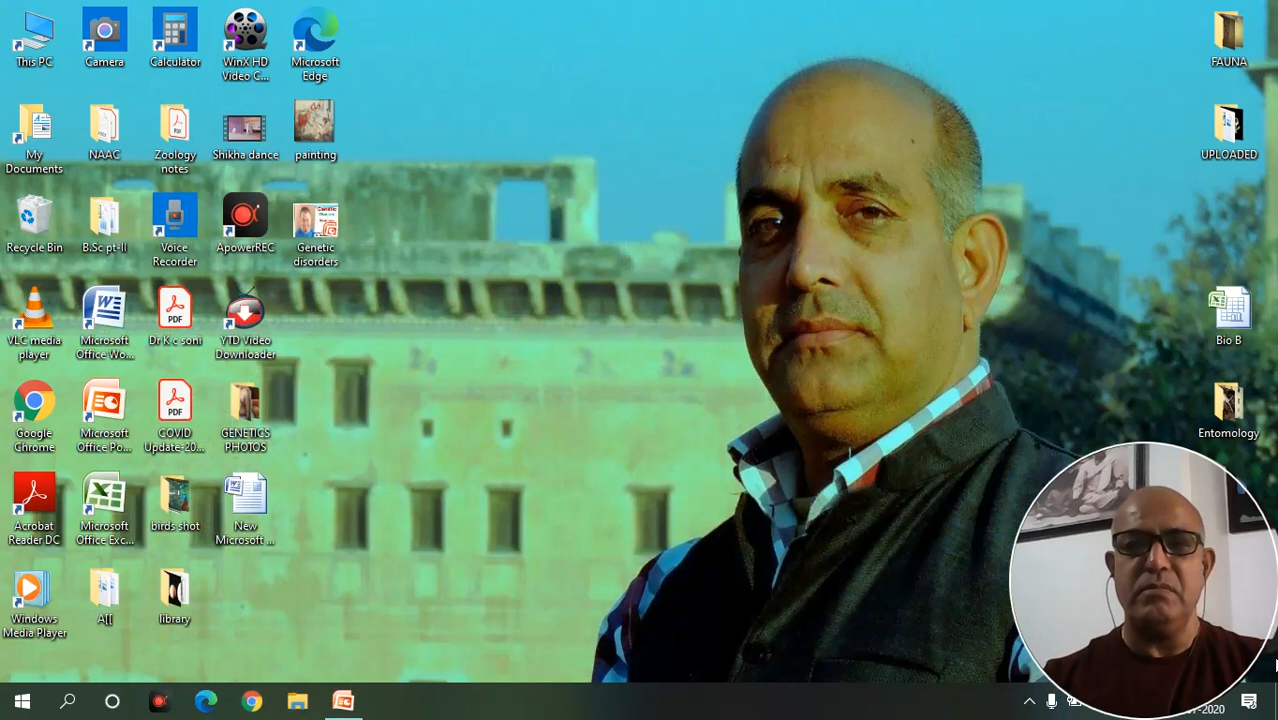 This PC
Camera
Calculator
WinX HD
Video C...
Microsoft
Edge
FAUNA
My
Documents
NAAC
Zoology
notes
Shikha dance
painting
UPLOADED
Recycle Bin
B.Sc pt-II
Voice
Recorder
ApowerREC
Genetic
disorders
VLC media
player
Microsoft
Office Wo...
PDF
Dr K c soni
YTD Video
Downloader
Bio B
Google
Chrome
Microsoft
Office Po...
PDF
COVID
Update-20...
GENETICS
PHOTOS
Entomology
Acrobat
Reader DC
Microsoft
Office Exc...
birds shot
New
Microsoft ...
Windows
Media Player
A[[
library
-2020